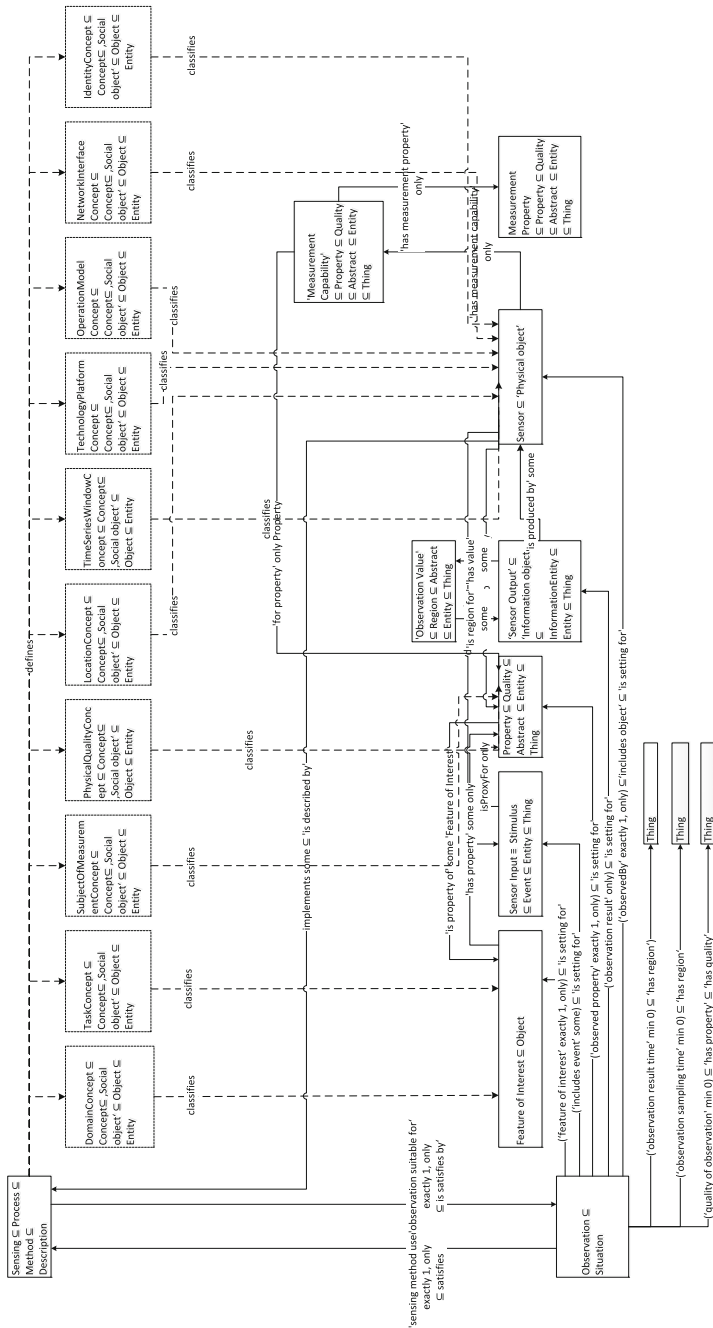 Sensing ⊆ Process ⊆
Method ⊆
Description
defines
DomainConcept ⊆
Concept⊆ ‚Social
object‘ ⊆ Object ⊆
Entity
TaskConcept ⊆
Concept⊆ ‚Social
object‘ ⊆ Object ⊆
Entity
SubjectOfMeasurem
entConcept ⊆
Concept⊆ ‚Social
object‘ ⊆ Object ⊆
Entity
PhysicalQualityConc
ept ⊆ Concept⊆
‚Social object‘ ⊆
Object ⊆ Entity
LocationConcept ⊆
Concept⊆ ‚Social
object‘ ⊆ Object ⊆
Entity
TimeSeriesWindowC
oncept ⊆ Concept⊆
‚Social object‘ ⊆
Object ⊆ Entity
TechnologyPlatform
Concept ⊆
Concept⊆ ‚Social
object‘ ⊆ Object ⊆
Entity
OperationModel
Concept ⊆
Concept⊆ ‚Social
object‘ ⊆ Object ⊆
Entity
NetworkInterface
Concept ⊆
Concept⊆ ‚Social
object‘ ⊆ Object ⊆
Entity
IdentityConcept ⊆
Concept⊆ ‚Social
object‘ ⊆ Object ⊆
Entity
classifies
classifies
classifies
classifies
classifies
classifies
classifies
classifies
classifies
classifies
implements some ⊆ 'is described by'
'for property' only Property
'Measurement
Capability'
⊆ Property ⊆ Quality
⊆ Abstract ⊆ Entity
⊆ Thing
'has measurement property'
only
'has measurement capability'
only
Measurement
Property
⊆ Property ⊆ Quality
⊆ Abstract ⊆ Entity
⊆ Thing
Sensor ⊆ 'Physical object'
'Observation Value'
⊆ Region ⊆ Abstract
⊆ Entity ⊆ Thing
'is region for'
some
'has value'
some
'Sensor Output' ⊆
'Information object'
⊆
InformationEntity ⊆
Entity ⊆ Thing
'is produced by' some
Property ⊆ Quality ⊆
Abstract ⊆ Entity ⊆
Thing
isProxyFor only
Sensor Input ≡ Stimulus
⊆ Event ⊆ Entity ⊆ Thing
'is property of' some 'Feature of Interest'
'has property' some only
Feature of Interest ⊆ Object
'sensing method use/observation suitable for'
exactly 1, only
⊆ satisfies
exactly 1, only
⊆ is satisfies by'
Observation ⊆
Situation
('feature of interest' exactly 1, only) ⊆ 'is setting for'
('includes event' some) ⊆ 'is setting for'
('observed property' exactly 1, only) ⊆ 'is setting for'
('observation result' only) ⊆ 'is setting for'
('observedBy' exactly 1, only) ⊆'includes object' ⊆ 'is setting for'
('observation result time' min 0) ⊆ 'has region')
('observation sampling time' min 0) ⊆ 'has region'
('quality of observation' min 0) ⊆ 'has property' ⊆ 'has quality'
Thing
Thing
Thing